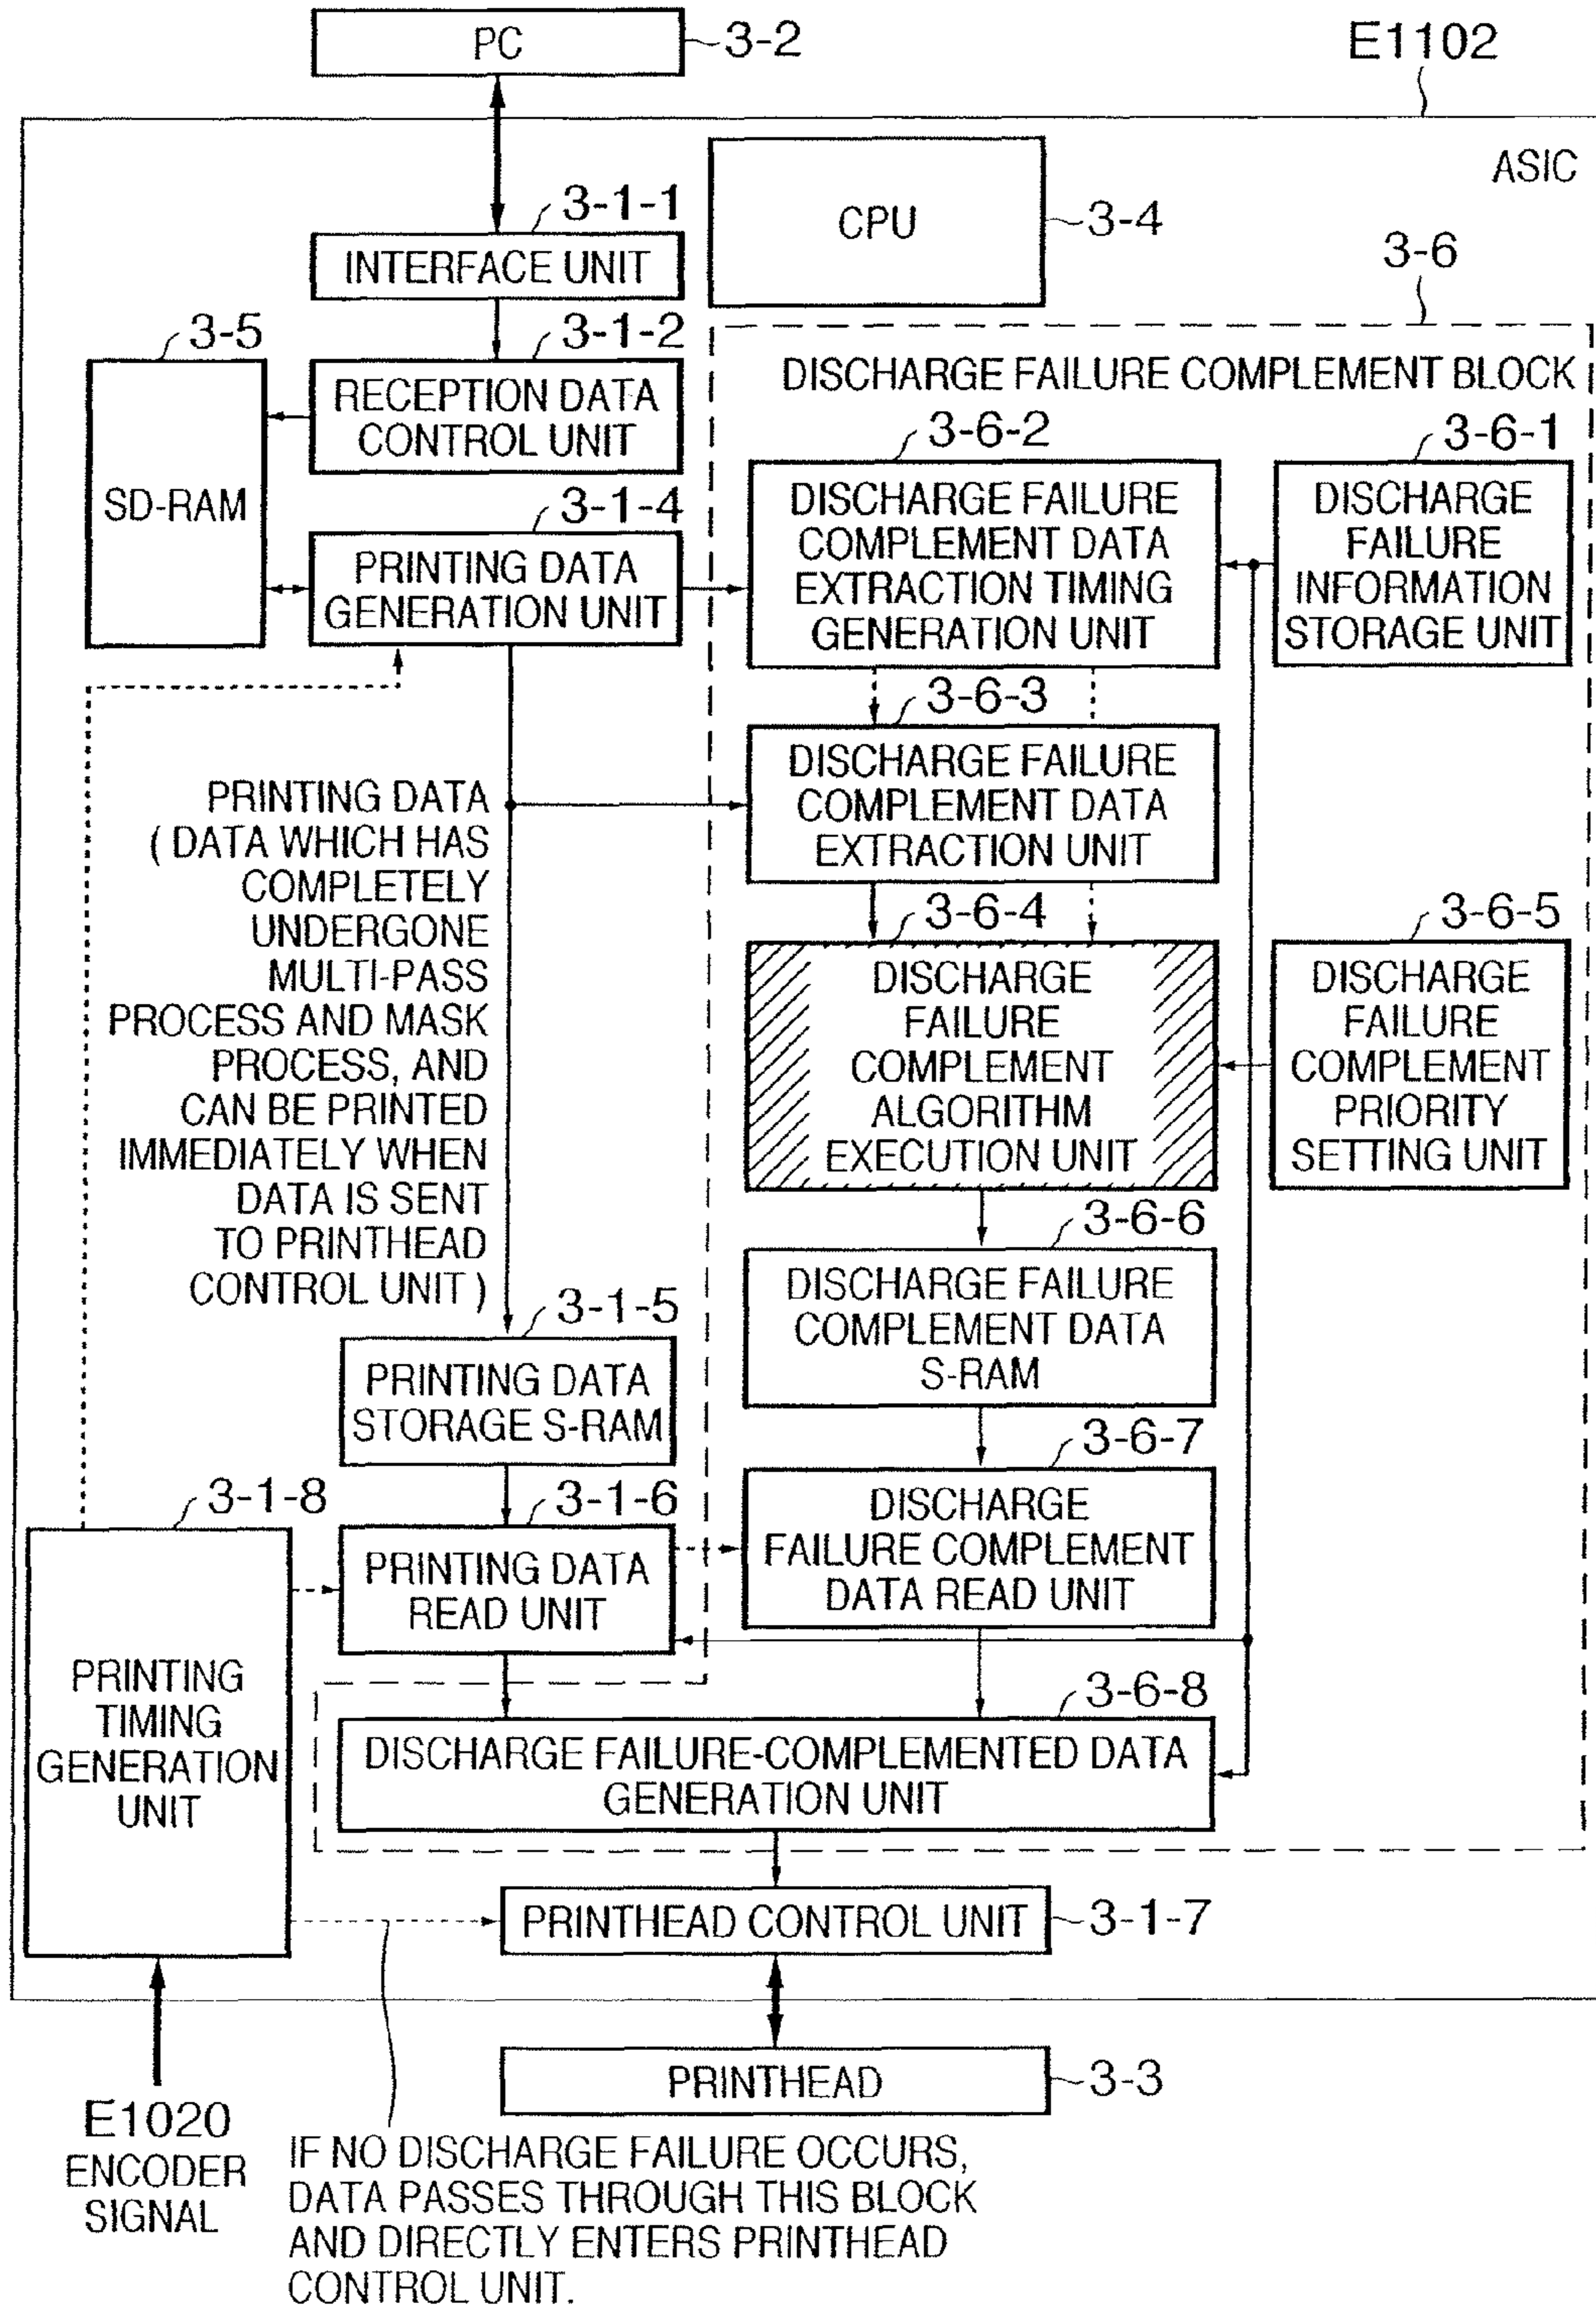 PC
3-2
E1102
ASIC
CPU
3-4
3-1-1
INTERFACE UNIT
3-6
3-5
SD-RAM
3-1-2
RECEPTION DATA
CONTROL UNIT
DISCHARGE FAILURE COMPLEMENT BLOCK
3-1-4
PRINTING DATA
GENERATION UNIT
3-6-2
DISCHARGE FAILURE
COMPLEMENT DATA
EXTRACTION TIMING
GENERATION UNIT
3-6-1
DISCHARGE
FAILURE
INFORMATION
STORAGE UNIT
3-6-3
DISCHARGE FAILURE
COMPLEMENT DATA
EXTRACTION UNIT
PRINTING DATA
( DATA WHICH HAS
COMPLETELY
UNDERGONE
MULTI-PASS
PROCESS AND MASK
PROCESS, AND
CAN BE PRINTED
IMMEDIATELY WHEN
DATA IS SENT
TO PRINTHEAD
CONTROL UNIT )
3-6-4
DISCHARGE
FAILURE
COMPLEMENT
ALGORITHM
EXECUTION UNIT
3-6-5
DISCHARGE
FAILURE
COMPLEMENT
PRIORITY
SETTING UNIT
3-6-6
DISCHARGE FAILURE
COMPLEMENT DATA
S-RAM
3-1-5
PRINTING DATA
STORAGE S-RAM
3-6-7
DISCHARGE
FAILURE COMPLEMENT
DATA READ UNIT
3-1-8
PRINTING
TIMING
GENERATION
UNIT
3-1-6
PRINTING DATA
READ UNIT
3-6-8
DISCHARGE FAILURE-COMPLEMENTED DATA
GENERATION UNIT
PRINTHEAD CONTROL UNIT
3-1-7
PRINTHEAD
3-3
E1020
ENCODER
SIGNAL
IF NO DISCHARGE FAILURE OCCURS,
DATA PASSES THROUGH THIS BLOCK
AND DIRECTLY ENTERS PRINTHEAD
CONTROL UNIT.